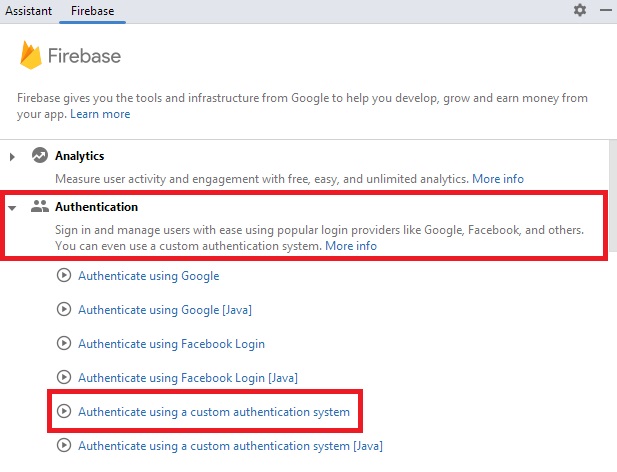 Assistant Firebase
Firebase
Firebase gives you the tools and infrastructure from Google to help you develop, grow and earn money from
your app. Learn more
Analytics
Measure user activity and engagement with free, easy, and unlimited analytics. More info
Authentication
Sign in and manage users with ease using popular login providers like Google, Facebook, and others.
You can even use a custom authentication system. More info
Authenticate using Google
Authenticate using Google [Java]
Authenticate using Facebook Login
Authenticate using Facebook Login [Java]
Authenticate using a custom authentication system
Authenticate using a custom authentication system [Java]